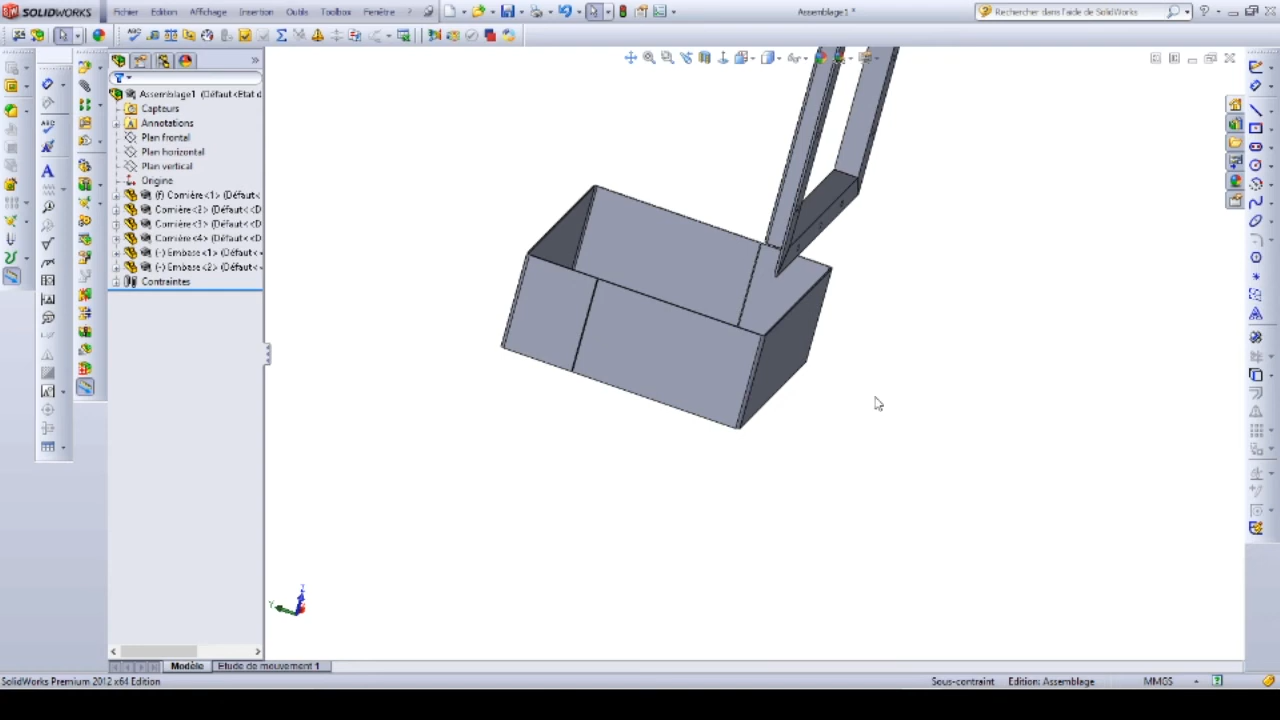 SOLIDWORKS Fichier Edition Affichage Insertion Outils Toolbox Fenêtre ? Assemblage1 * Rechercher dans l'aide de SolidWorks
Assemblage1 (Défaut<Etat d
Capteurs
Annotations
Plan frontal
Plan horizontal
Plan vertical
Origine
(f) Cornière<1> (Défaut<
Cornière<2> (Défaut<<D
Cornière<3> (Défaut<<D
Cornière<4> (Défaut<<D
(-) Embase<1> (Défaut<<
(-) Embase<2> (Défaut<<
Contraintes
Z
Y
Modèle Etude de mouvement 1
SolidWorks Premium 2012 x64 Edition Sous-contraint Edition: Assemblage MMGS